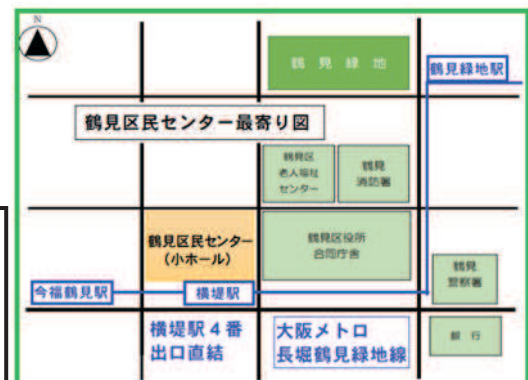 N
鶴見緑地
鶴見緑地駅
鶴見区民センター最寄り図
鶴見区
老人福祉
センター
鶴見
消防署
鶴見区民センター
(小ホール)
鶴見区役所
合同庁舎
今福鶴見駅
横堤駅
鶴見
警察署
横堤駅4番
出口直結
大阪メトロ
長堀鶴見緑地線
銀行